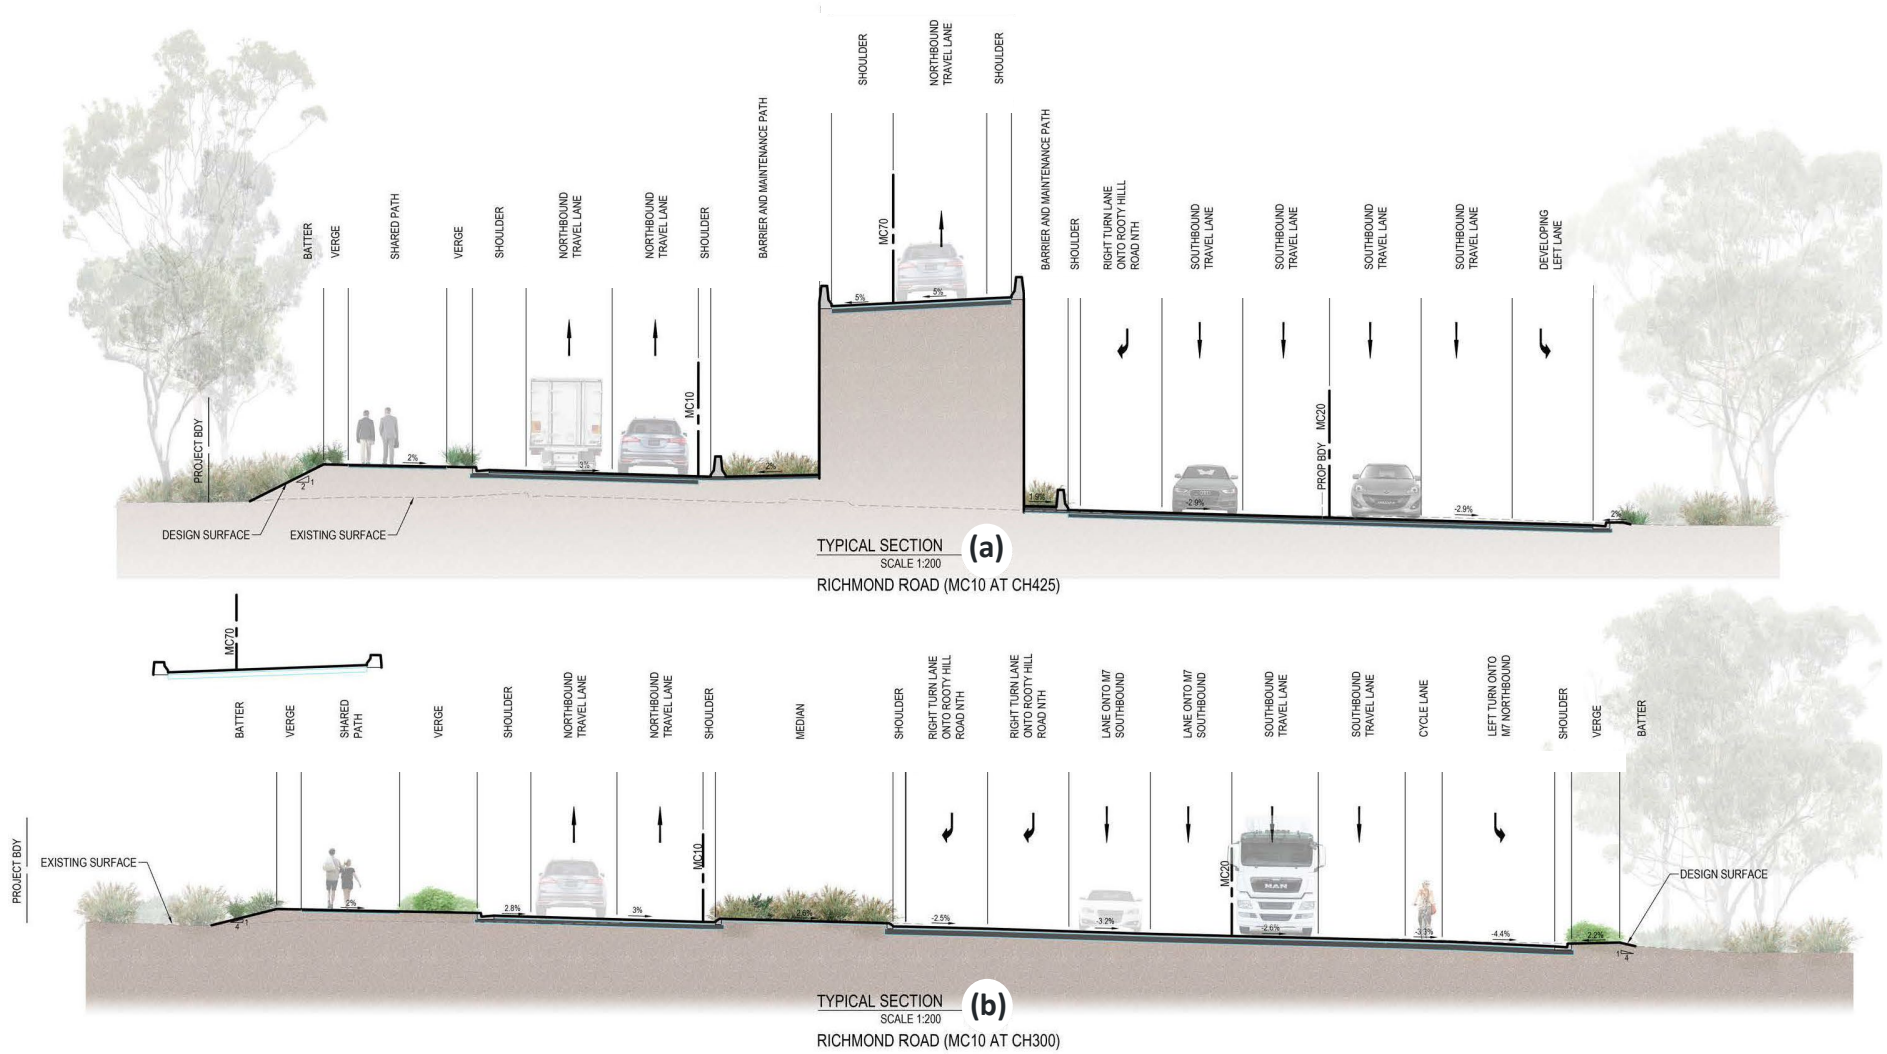 SHOULDER
NORTHBOUND
TRAVEL LANE
SHOULDER
BATTER
VERGE
SHARED PATH
VERGE
SHOULDER
NORTHBOUND
TRAVEL LANE
NORTHBOUND
TRAVEL LANE
SHOULDER
BARRIER AND MAINTENANCE PATH
MC70
BARRIER AND MAINTENANCE PATH
SHOULDER
RIGHT TURN LANE
ONTO ROOTY HILLL
ROAD NTH
SOUTHBOUND
TRAVEL LANE
SOUTHBOUND
TRAVEL LANE
SOUTHBOUND
TRAVEL LANE
SOUTHBOUND
TRAVEL LANE
DEVELOPING
LEFT LANE
5%
5%
PROJECT BDY
MC10
PROP BDY
MC20
2%
3%
2%
1.9%
-2.9%
-2.9%
2%
2
1
DESIGN SURFACE
EXISTING SURFACE
TYPICAL SECTION
(a)
SCALE 1:200
RICHMOND ROAD (MC10 AT CH425)
MC70
BATTER
VERGE
SHARED
PATH
VERGE
SHOULDER
NORTHBOUND
TRAVEL LANE
NORTHBOUND
TRAVEL LANE
SHOULDER
MEDIAN
SHOULDER
RIGHT TURN LANE
ONTO ROOTY HILL
ROAD NTH
RIGHT TURN LANE
ONTO ROOTY HILL
ROAD NTH
LANE ONTO M7
SOUTHBOUND
LANE ONTO M7
SOUTHBOUND
SOUTHBOUND
TRAVEL LANE
SOUTHBOUND
TRAVEL LANE
CYCLE LANE
LEFT TURN ONTO
M7 NORTHBOUND
SHOULDER
VERGE
BATTER
PROJECT BDY
EXISTING SURFACE
MC10
MC20
MAN
DESIGN SURFACE
4
1
2%
2.8%
3%
-2.5%
-3.2%
-2.6%
-3.3%
-4.4%
2.2%
1
4
TYPICAL SECTION
(b)
SCALE 1:200
RICHMOND ROAD (MC10 AT CH300)